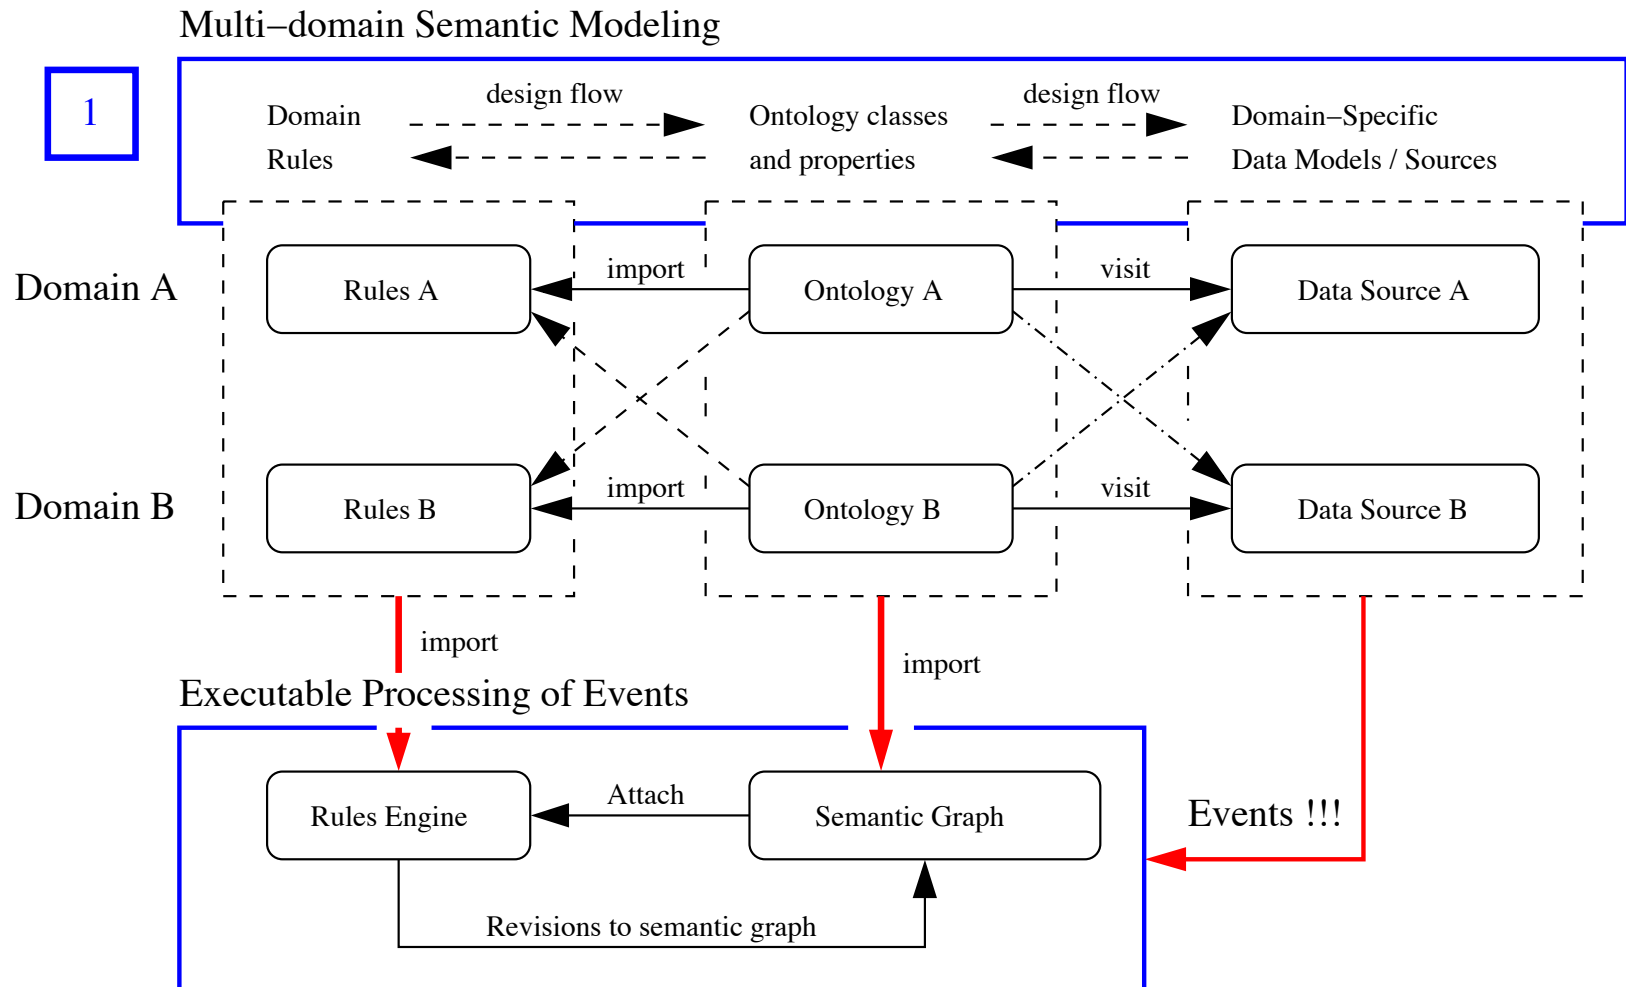 Multi–domain Semantic Modeling
1
design flow
design flow
Domain
Rules
Ontology classes
and properties
Domain–Specific
Data Models / Sources
Domain A
Rules A
import
Ontology A
visit
Data Source A
Domain B
Rules B
import
Ontology B
visit
Data Source B
import
import
Executable Processing of Events
Rules Engine
Attach
Semantic Graph
Events !!!
Revisions to semantic graph